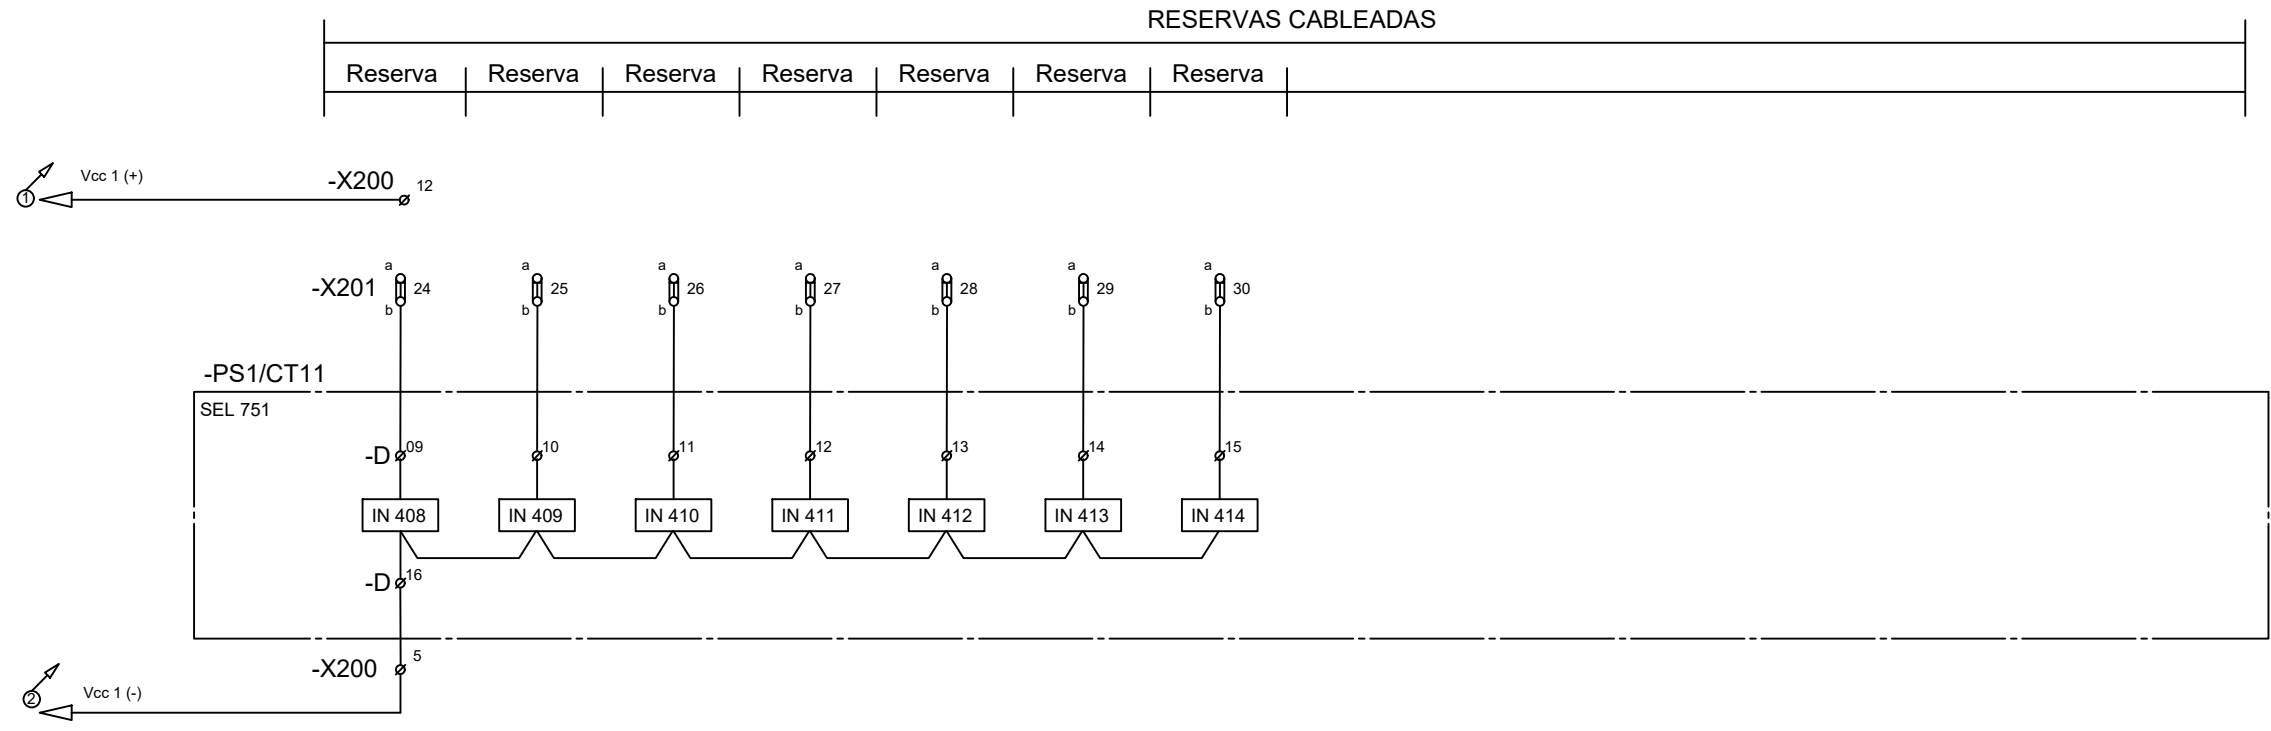 RESERVAS CABLEADAS
Reserva Reserva Reserva Reserva Reserva Reserva Reserva
1 Vcc 1 (+) -X200 12
a a a a a a a
-X201 24 25 26 27 28 29 30
b b b b b b b
-PS1/CT11
SEL 751
-D 09 10 11 12 13 14 15
IN 408 IN 409 IN 410 IN 411 IN 412 IN 413 IN 414
-D 16
-X200 5
2 Vcc 1 (-)